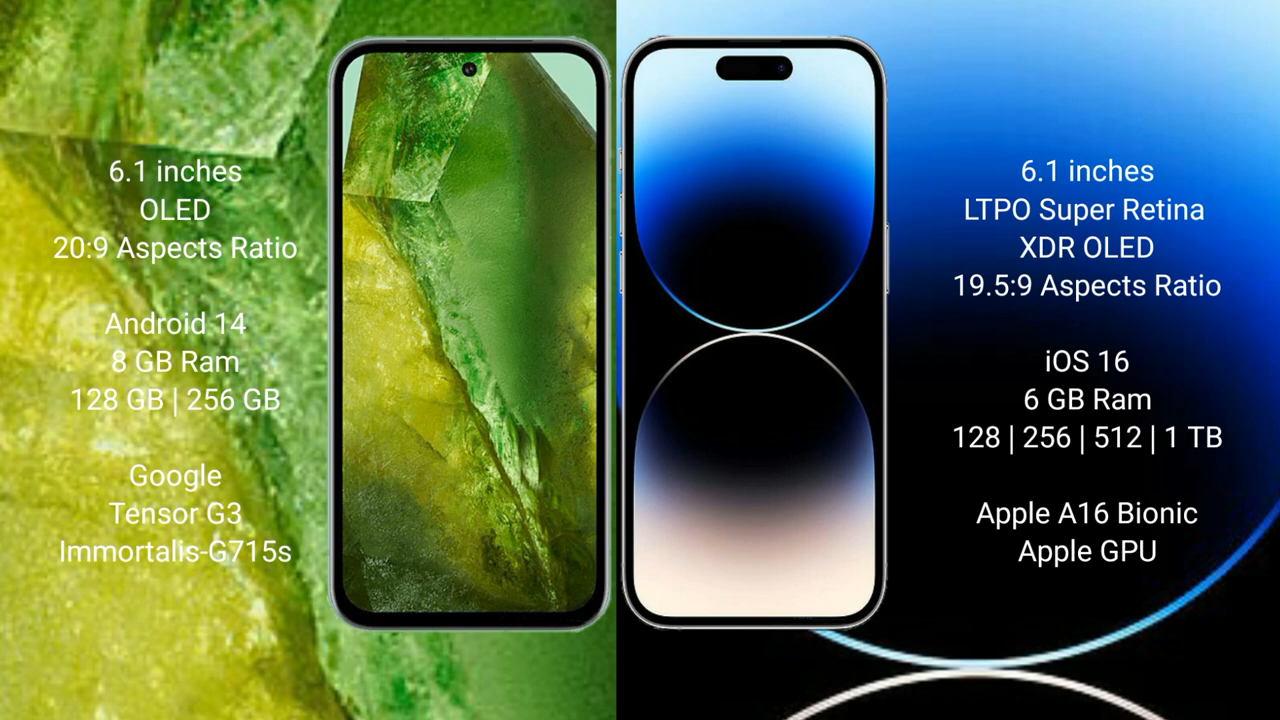 6.1 inches
OLED
20:9 Aspects Ratio
Android 14
8 GB Ram
128 GB | 256 GB
Google
Tensor G3
Immortalis-G715s
6.1 inches
LTPO Super Retina
XDR OLED
19.5:9 Aspects Ratio
iOS 16
6 GB Ram
128 | 256 | 512 | 1 TB
Apple A16 Bionic
Apple GPU